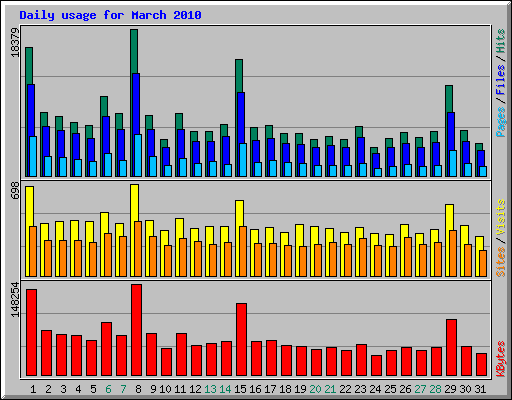 Daily usage for March 2010
18379
Pages / Files / Hits
698
Sites / Visits
148254
KBytes
1 2 3 4 5 6 7 8 9 10 11 12 13 14 15 16 17 18 19 20 21 22 23 24 25 26 27 28 29 30 31